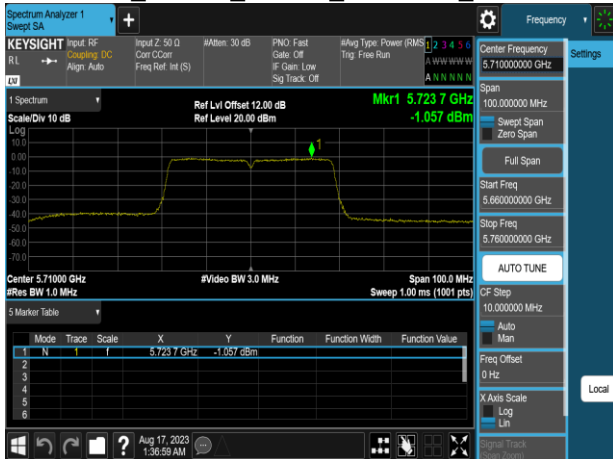 Spectrum Analyzer 1
Swept SA
Frequency
KEYSIGHT
Input: RF
Input Z: 50 Ω
#Atten: 30 dB
PNO: Fast
#Avg Type: Power (RMS
1 2 3 4 5 6
RL
Coupling: DC
Corr CCorr
Gate: Off
Trig: Free Run
A W W W W W
Align: Auto
Freq Ref: Int (S)
IF Gain: Low
Sig Track: Off
A N N N N N
LXI
Center Frequency
5.710000000 GHz
Settings
1 Spectrum
Ref Lvl Offset 12.00 dB
Mkr1 5.723 7 GHz
Scale/Div 10 dB
Ref Level 20.00 dBm
-1.057 dBm
Log
1
10.0
0.00
-10.0
-20.0
-30.0
-40.0
-50.0
-60.0
-70.0
Center 5.71000 GHz
#Video BW 3.0 MHz
Span 100.0 MHz
#Res BW 1.0 MHz
Sweep 1.00 ms (1001 pts)
Span
100.000000 MHz
Swept Span
Zero Span
Full Span
Start Freq
5.660000000 GHz
Stop Freq
5.760000000 GHz
AUTO TUNE
CF Step
10.000000 MHz
Auto
Man
Freq Offset
0 Hz
X Axis Scale
Log
Lin
Signal Track
(Span Zoom)
Local
5 Marker Table
Mode Trace Scale X Y Function Function Width Function Value
1 N 1 f 5.723 7 GHz -1.057 dBm
2
3
4
5
6
Aug 17, 2023
1:36:59 AM